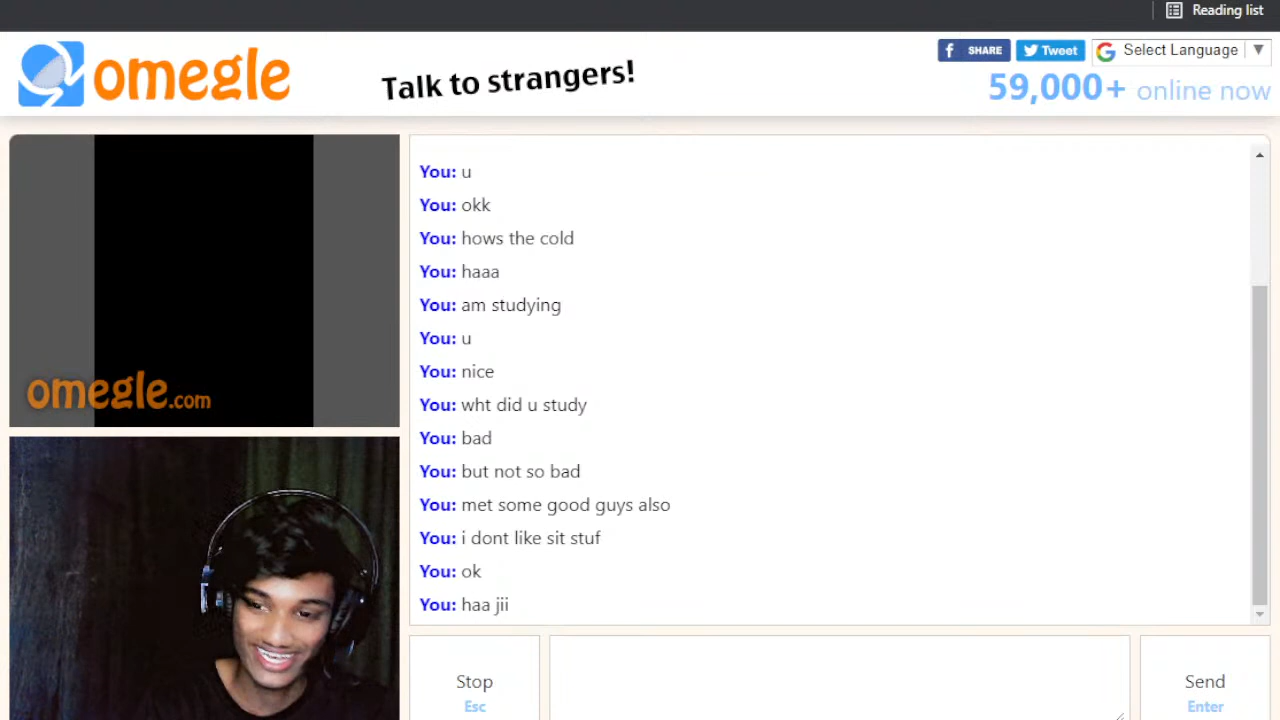 Reading list
omegle
Talk to strangers!
f SHARE
Tweet
G Select Language ▼
59,000+ online now
omegle.com
You: u
You: okk
You: hows the cold
You: haaa
You: am studying
You: u
You: nice
You: wht did u study
You: bad
You: but not so bad
You: met some good guys also
You: i dont like sit stuf
You: ok
You: haa jii
Stop
Esc
Send
Enter